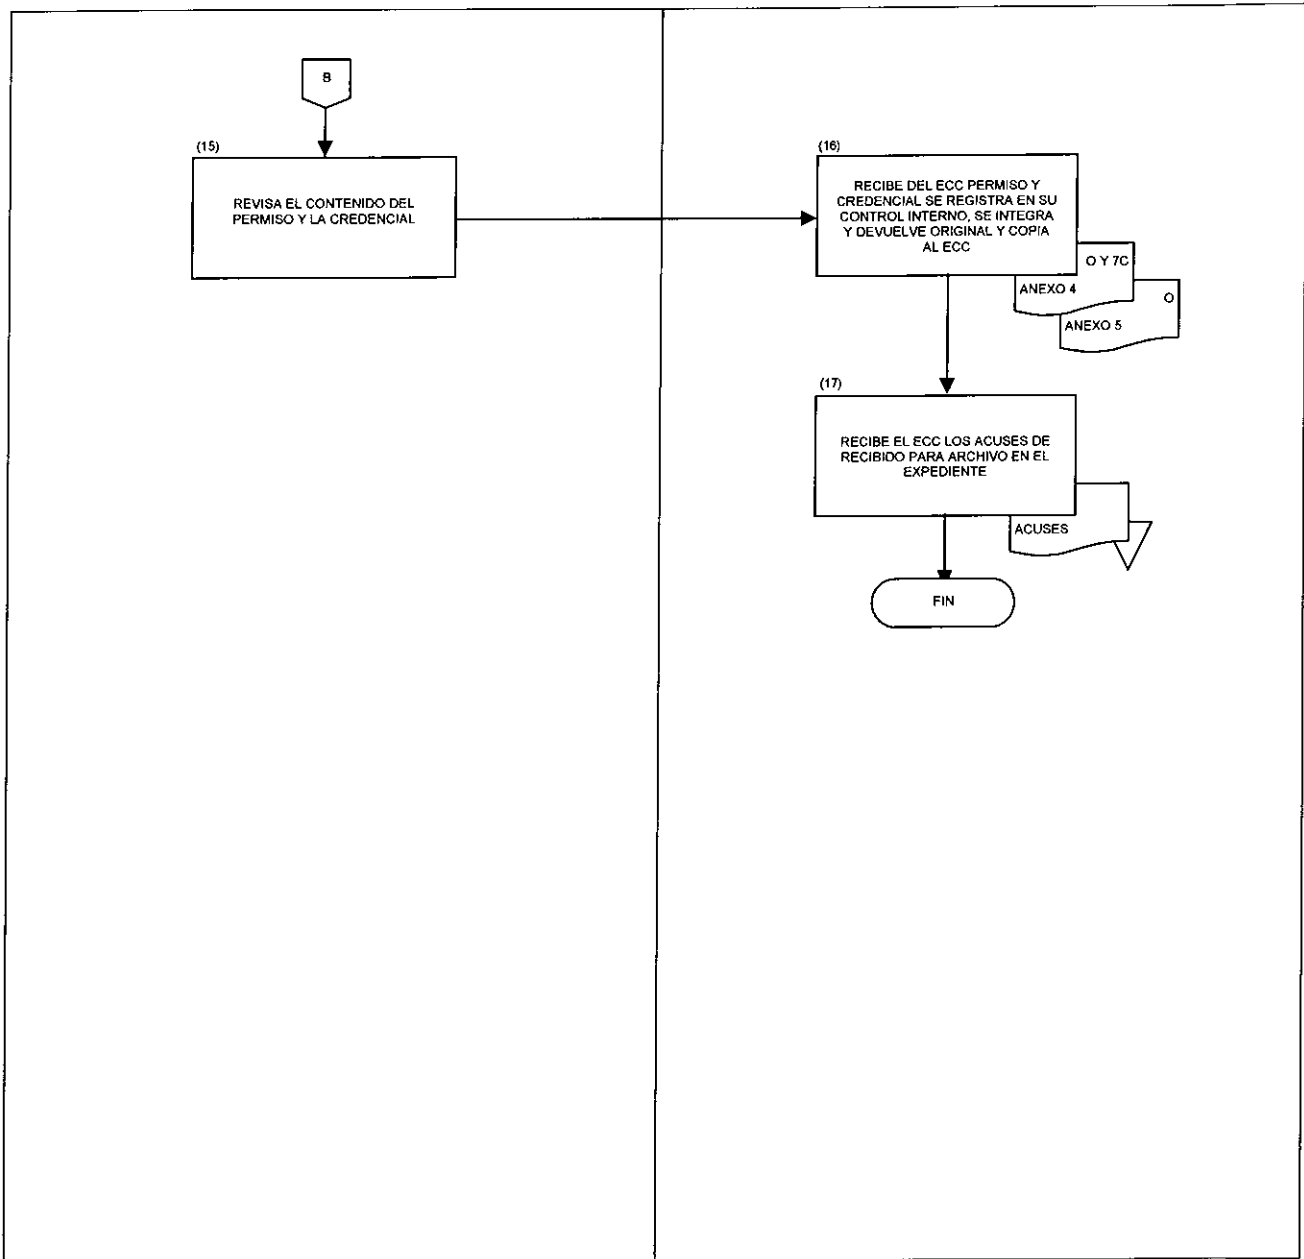 B
(15)
REVISA EL CONTENIDO DEL
PERMISO Y LA CREDENCIAL
(16)
RECIBE DEL ECC PERMISO Y
CREDENCIAL SE REGISTRA EN SU
CONTROL INTERNO, SE INTEGRA
Y DEVUELVE ORIGINAL Y COPIA
AL ECC
O Y 7C
ANEXO 4
O
ANEXO 5
(17)
RECIBE EL ECC LOS ACUSES DE
RECIBIDO PARA ARCHIVO EN EL
EXPEDIENTE
ACUSES
FIN